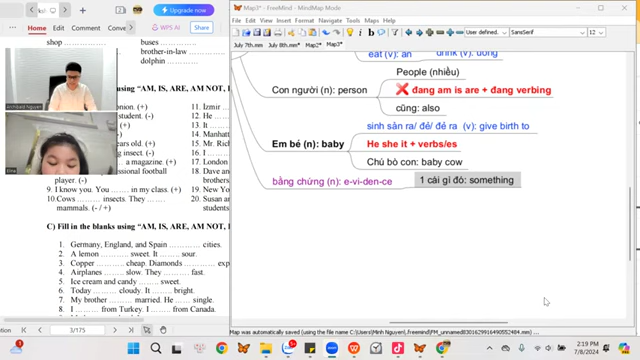 Upgrade now
Home
WPS AI
shop
buses
brother-in-law
dolphin
using "AM, IS, ARE, AM NOT,
11. Izmir
12. He
13.
14. Manhatta
15. Mr. Rich
16. I
17. London
18. Dave an
19. New Yo
20. Susan a
students
a magazine. (+)
player.
9. I know you. You in my class. (+)
10. Cows insects. They
mammals. (- / +)
C) Fill in the blanks using "AM, IS, ARE, AM NOT,
1. Germany, England, and Spain cities.
2. A lemon sweet. It sour.
3. Copper cheap. Diamonds exp
4. Airplanes slow. They fast.
5. Ice cream and candy sweet.
6. Today cloudy. It bright.
7. My brother married. He single.
8. I from Turkey. I from Canada.
Navigation
3/175
Map3* - FreeMind - MindMap Mode
File Edit View Insert Format Navigate Tools Maps Help
User defined.
SansSerif
12
July 7th.mm
July 8th.mm*
Map2*
Map3*
eat (v): ăn
drink (v): uống
Con người (n): person
People (nhiều)
❌ đang am is are + đang verbing
cũng: also
Em bé (n): baby
sinh sản ra/ đẻ/ đẻ ra (v): give birth to
He she it + verbs/es
Chú bò con: baby cow
bằng chứng (n): e-vi-den-ce
1 cái gì đó: something
Map was automatically saved (using the file name C:\Users\Minh Nguyen\.freemind\FM_unnamed8301629916490552484.mm)
2:19 PM
7/8/2024